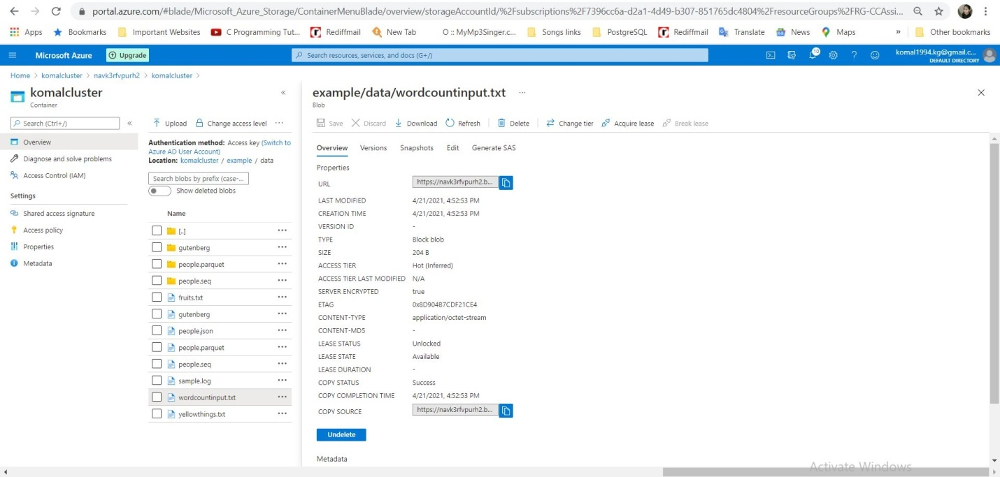 portal.azure.com/#blade/Microsoft_Azure_Storage/ContainerMenuBlade/overview/storageAccountId/%2Fsubscriptions%2F7396cc6a-d2a1-4d49-b307-851765dc4804%2FresourceGroups%2FRG-CCAssi...
Apps Bookmarks Important Websites C Programming Tut... Rediffmail New Tab O :: MyMp3Singer.c... Songs links PostgreSQL Rediffmail Translate News Maps » Other bookmarks
Microsoft Azure Upgrade Search resources, services, and docs (G+/) 10 komal1994.kg@gmail.c...
DEFAULT DIRECTORY
Home > komalcluster > navk3rfvpurh2 > komalcluster >
komalcluster
Container
«
Search (Ctrl+/) «
Overview
Diagnose and solve problems
Access Control (IAM)
Settings
Shared access signature
Access policy
Properties
Metadata
Upload Change access level ...
Authentication method: Access key (Switch to
Azure AD User Account)
Location: komalcluster / example / data
Search blobs by prefix (case-...
Show deleted blobs
Name
[..]
gutenberg
people.parquet
people.seq
fruits.txt
gutenberg
people.json
people.parquet
people.seq
sample.log
wordcountinput.txt
yellowthings.txt
example/data/wordcountinput.txt ...
Blob
Save Discard Download Refresh Delete Change tier Acquire lease Break lease
Overview Versions Snapshots Edit Generate SAS
Properties
URL https://navk3rfvpurh2.b...
LAST MODIFIED 4/21/2021, 4:52:53 PM
CREATION TIME 4/21/2021, 4:52:53 PM
VERSION ID -
TYPE Block blob
SIZE 204 B
ACCESS TIER Hot (Inferred)
ACCESS TIER LAST MODIFIED N/A
SERVER ENCRYPTED true
ETAG 0x8D904B7CDF21CE4
CONTENT-TYPE application/octet-stream
CONTENT-MD5 -
LEASE STATUS Unlocked
LEASE STATE Available
LEASE DURATION -
COPY STATUS Success
COPY COMPLETION TIME 4/21/2021, 4:52:53 PM
COPY SOURCE https://navk3rfvpurh2.b...
Undelete
Metadata
Activate Windows